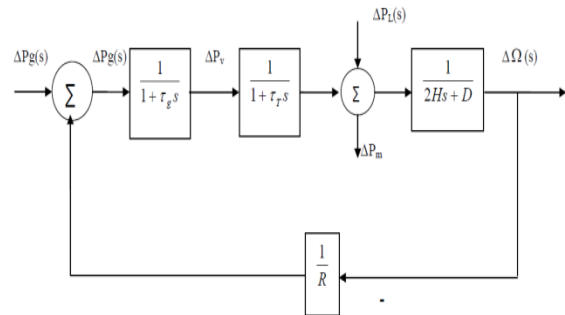 ΔP_L(s)
ΔPg(s) ΔPg(s) ΔP_v ΔΩ(s)
Σ 1/(1+τ_g s) 1/(1+τ_T s) Σ 1/(2Hs+D)
ΔP_m
1/R
-